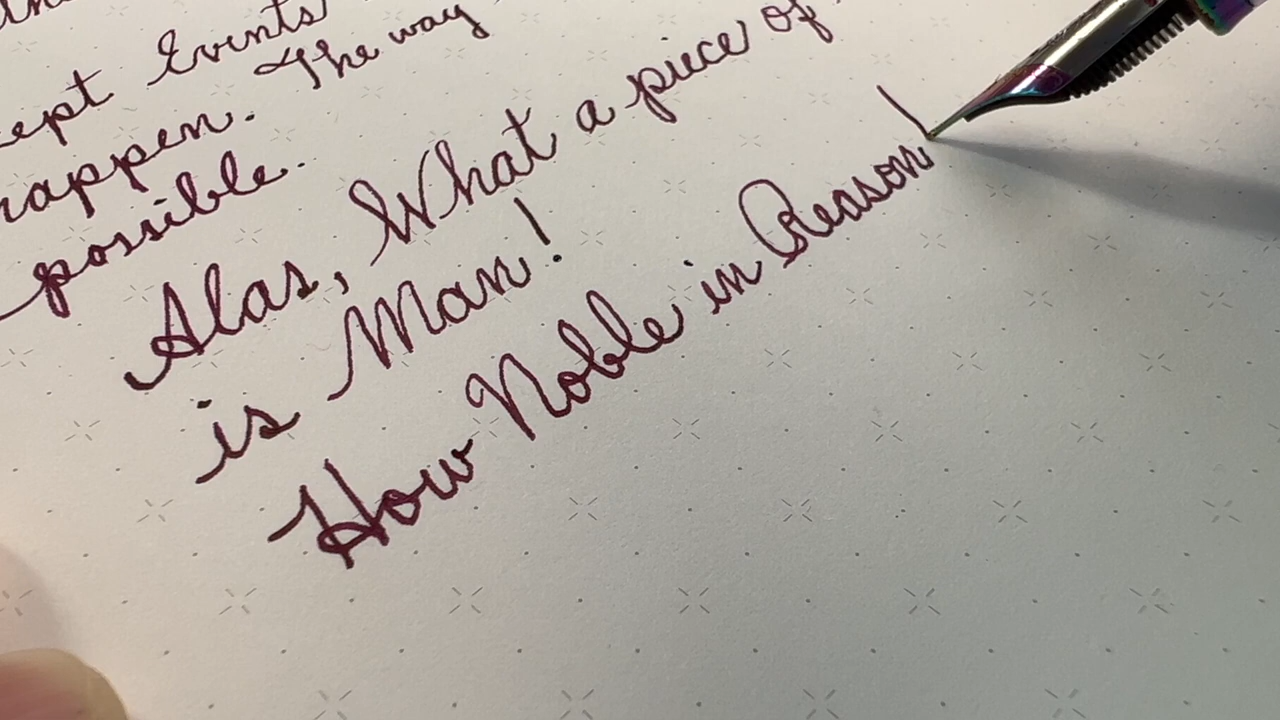 cept Events
happen. The way
possible.
Alas, What a piece of
is Man!
How Noble in Reason!